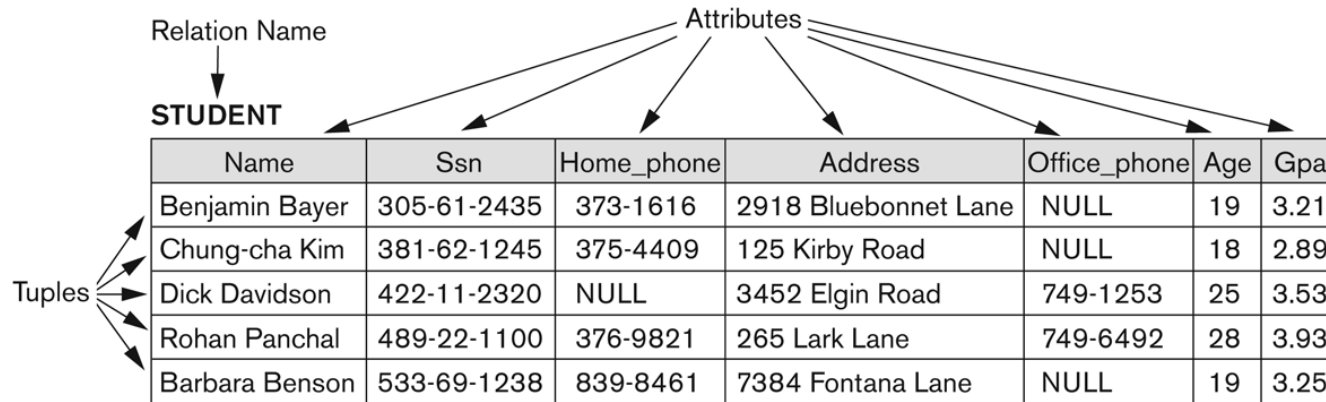 Attributes
Relation Name
STUDENT
Name Ssn Home_phone Address Office_phone Age Gpa
Benjamin Bayer 305-61-2435 373-1616 2918 Bluebonnet Lane NULL 19 3.21
Chung-cha Kim 381-62-1245 375-4409 125 Kirby Road NULL 18 2.89
Tuples Dick Davidson 422-11-2320 NULL 3452 Elgin Road 749-1253 25 3.53
Rohan Panchal 489-22-1100 376-9821 265 Lark Lane 749-6492 28 3.93
Barbara Benson 533-69-1238 839-8461 7384 Fontana Lane NULL 19 3.25